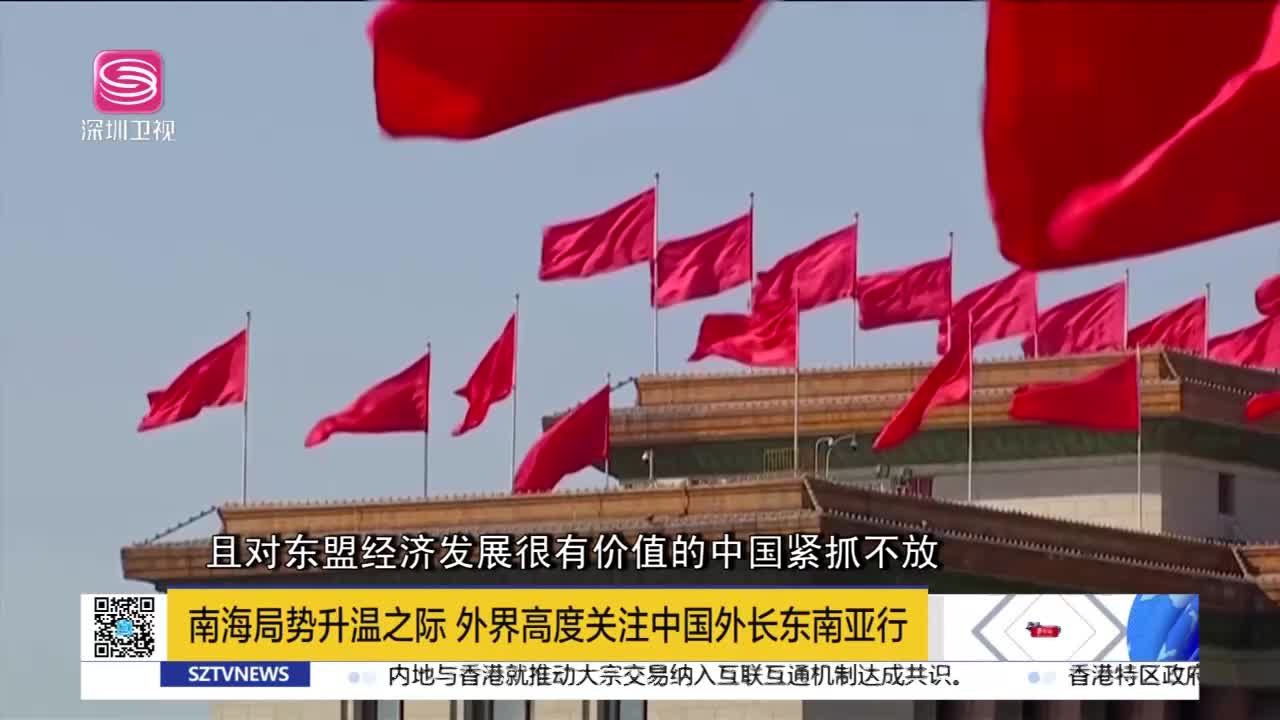 深圳卫视
且对东盟经济发展很有价值的中国紧抓不放
南海局势升温之际 外界高度关注中国外长东南亚行
SZTVNEWS
内地与香港就推动大宗交易纳入互联互通机制达成共识。 香港特区政府